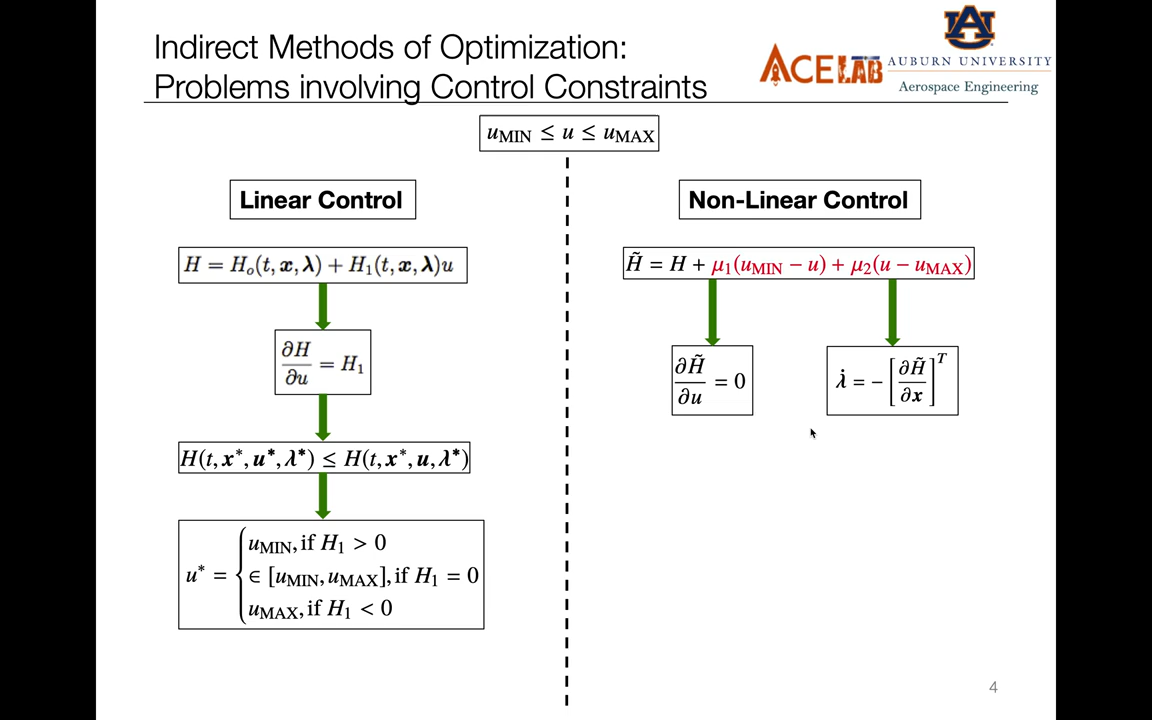 Indirect Methods of Optimization:
Problems involving Control Constraints
ACELAB
AUBURN UNIVERSITY
Aerospace Engineering
u_MIN ≤ u ≤ u_MAX
Linear Control
H = H_o(t, x, λ) + H_1(t, x, λ)u
∂H/∂u = H_1
H(t, x*, u*, λ*) ≤ H(t, x*, u, λ*)
u* = { u_MIN, if H_1 > 0
∈ [u_MIN, u_MAX], if H_1 = 0
u_MAX, if H_1 < 0
Non-Linear Control
H̃ = H + μ_1(u_MIN − u) + μ_2(u − u_MAX)
∂H̃/∂u = 0
λ̇ = −[∂H̃/∂x]^T
4